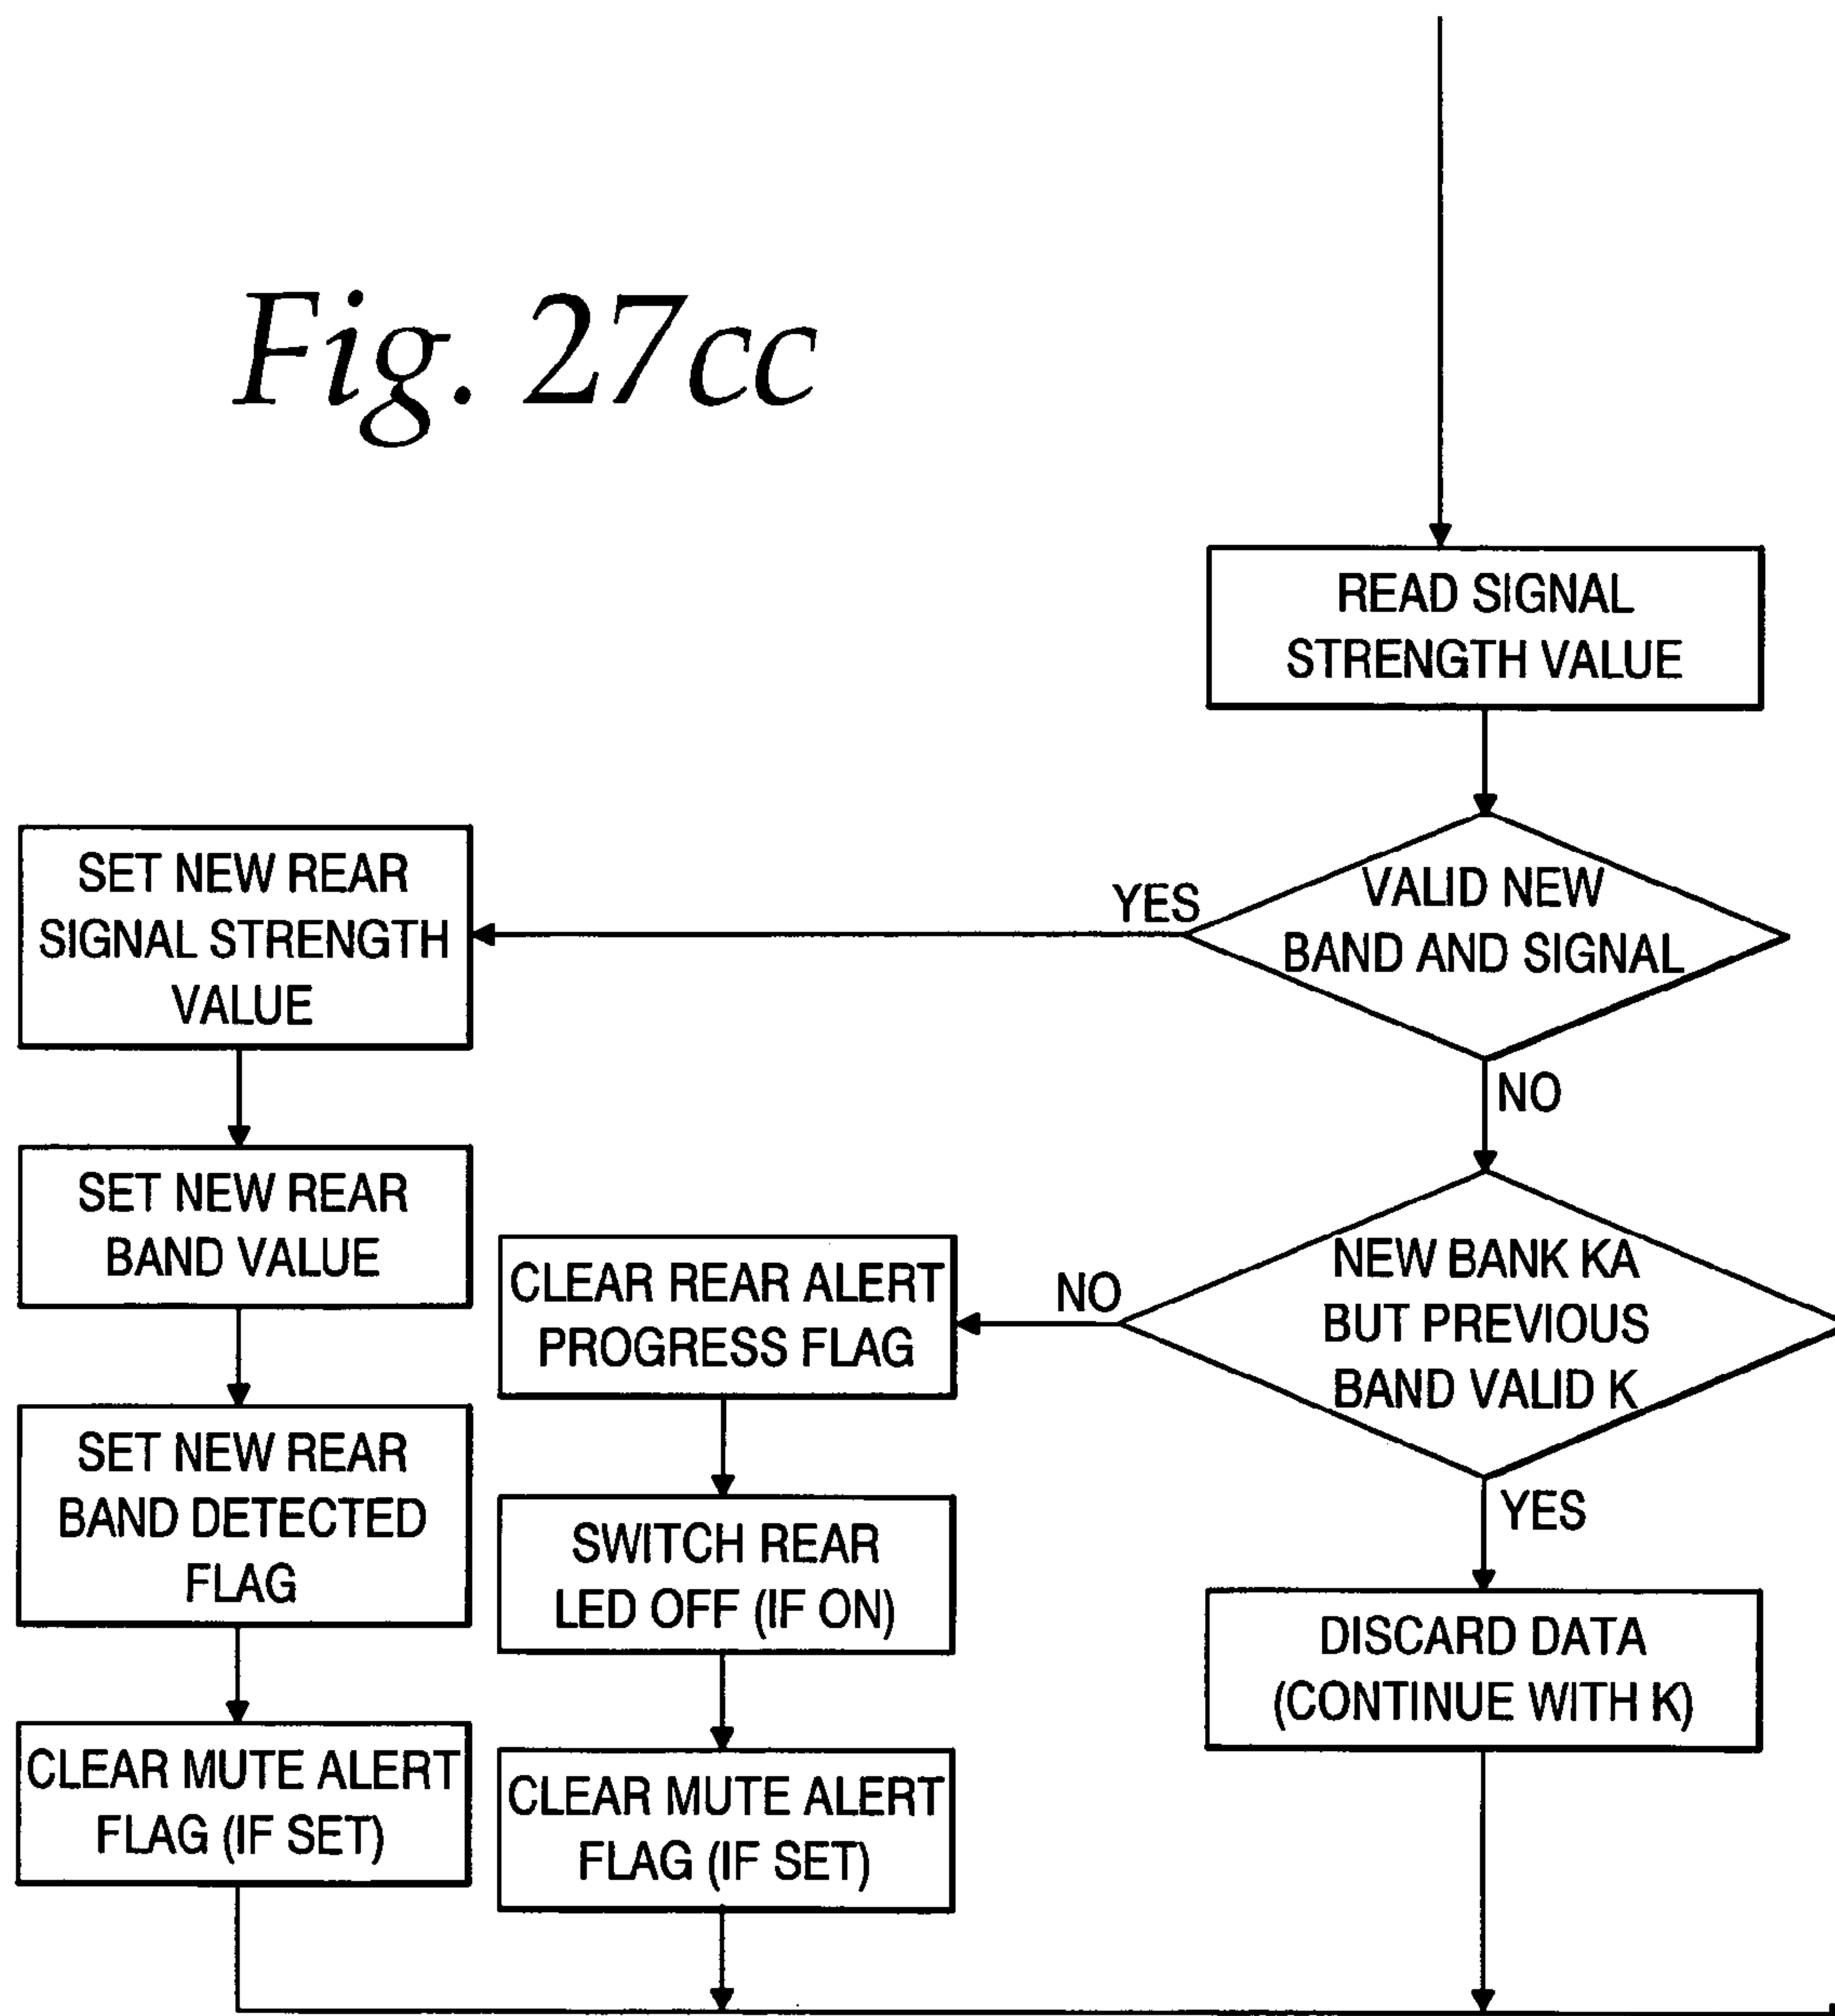 Fig. 27cc
READ SIGNAL
STRENGTH VALUE
VALID NEW
BAND AND SIGNAL
YES
NO
SET NEW REAR
SIGNAL STRENGTH
VALUE
SET NEW REAR
BAND VALUE
SET NEW REAR
BAND DETECTED
FLAG
CLEAR MUTE ALERT
FLAG (IF SET)
NEW BANK KA
BUT PREVIOUS
BAND VALID K
NO
YES
CLEAR REAR ALERT
PROGRESS FLAG
SWITCH REAR
LED OFF (IF ON)
CLEAR MUTE ALERT
FLAG (IF SET)
DISCARD DATA
(CONTINUE WITH K)